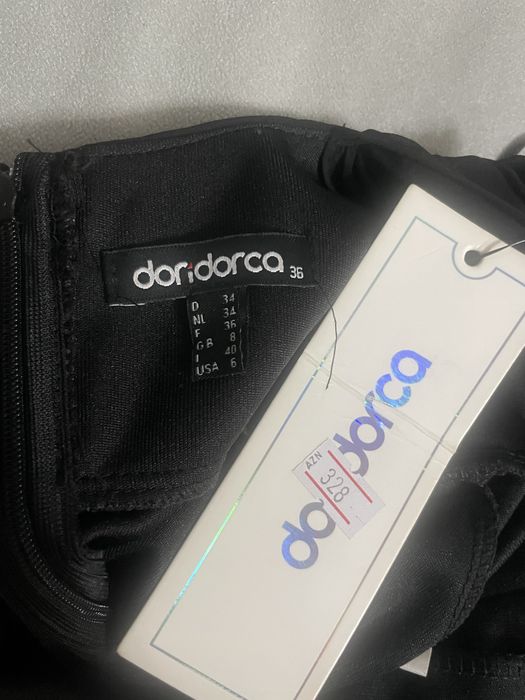 doridorca 36
D 34
NL 34
F 36
GB 8
I 40
USA 6
doridorca
AZN
328